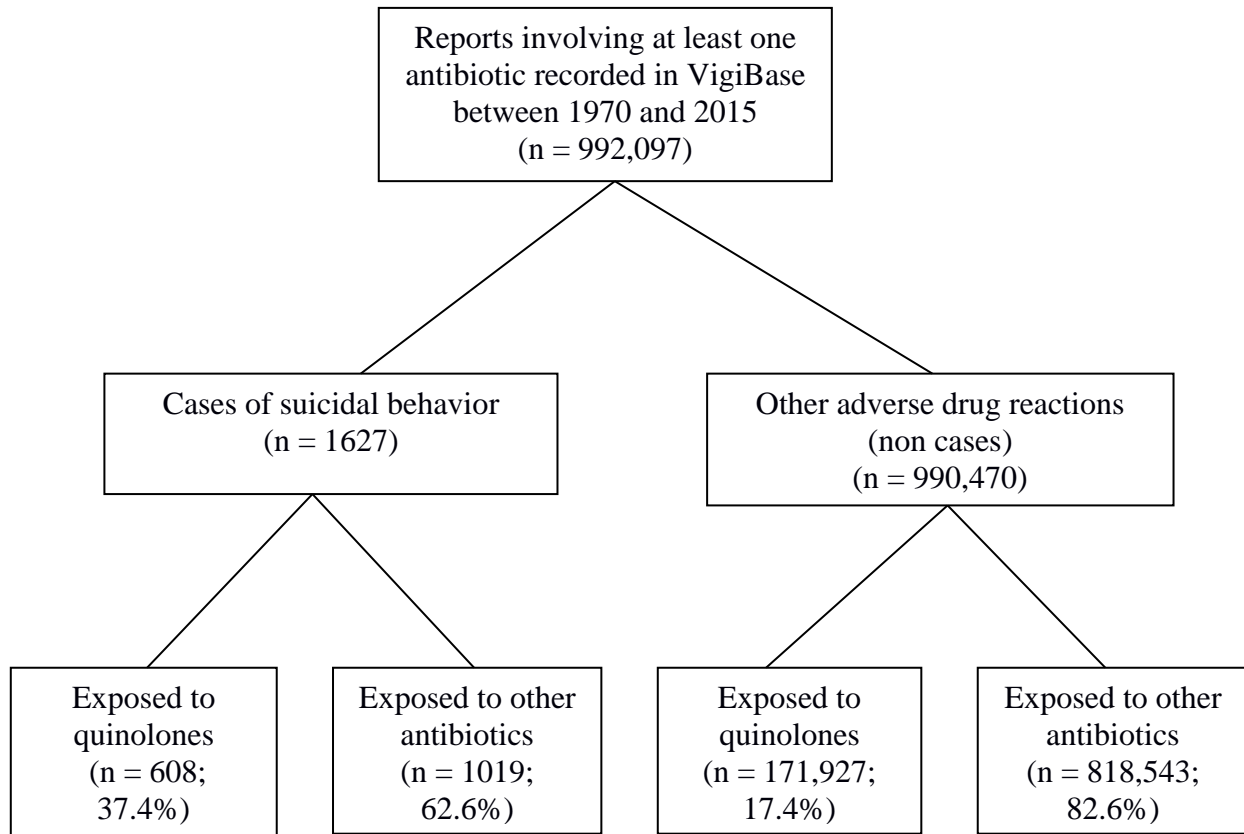 Reports involving at least one
antibiotic recorded in VigiBase
between 1970 and 2015
(n = 992,097)
Cases of suicidal behavior
(n = 1627)
Other adverse drug reactions
(non cases)
(n = 990,470)
Exposed to
quinolones
(n = 608;
37.4%)
Exposed to other
antibiotics
(n = 1019;
62.6%)
Exposed to
quinolones
(n = 171,927;
17.4%)
Exposed to other
antibiotics
(n = 818,543;
82.6%)